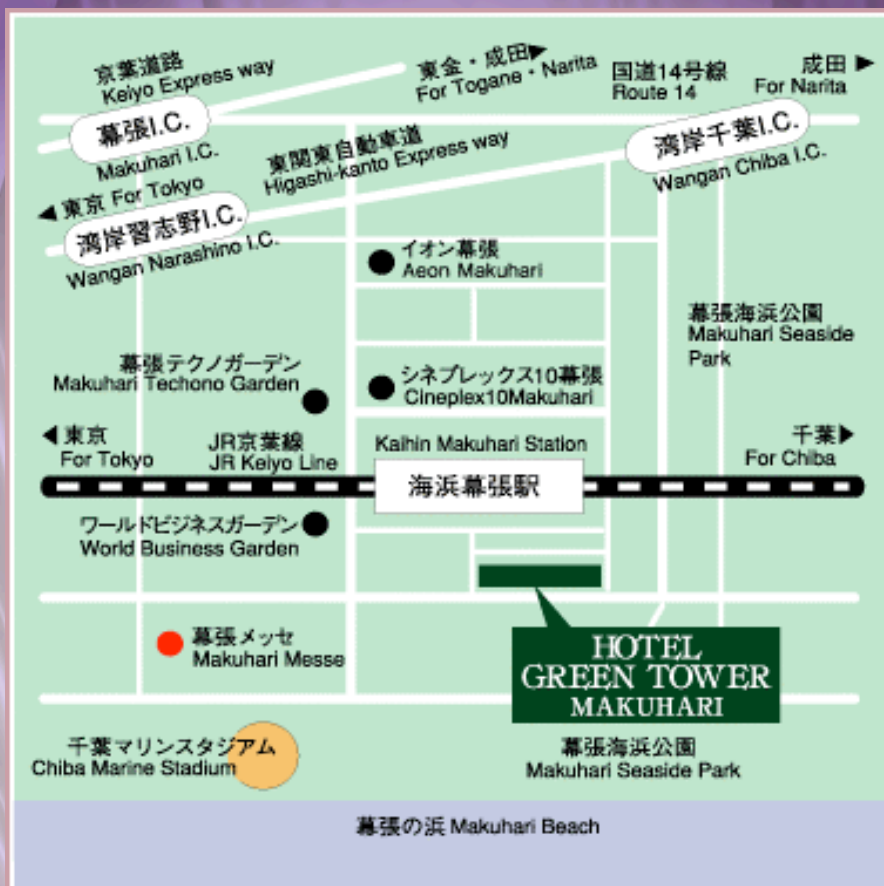 京葉道路
Keiyo Express way
東金・成田▶
For Togane・Narita
国道14号線
Route 14
成田 ▶
For Narita
幕張I.C.
Makuhari I.C.
東関東自動車道
Higashi-kanto Express way
湾岸千葉I.C.
Wangan Chiba I.C.
◀ 東京 For Tokyo
湾岸習志野I.C.
Wangan Narashino I.C.
イオン幕張
Aeon Makuhari
幕張海浜公園
Makuhari Seaside
Park
幕張テクノガーデン
Makuhari Techono Garden
シネプレックス10幕張
Cineplex10Makuhari
◀東京
For Tokyo
JR京葉線
JR Keiyo Line
Kaihin Makuhari Station
千葉▶
For Chiba
海浜幕張駅
ワールドビジネスガーデン
World Business Garden
幕張メッセ
Makuhari Messe
HOTEL
GREEN TOWER
MAKUHARI
千葉マリンスタジアム
Chiba Marine Stadium
幕張海浜公園
Makuhari Seaside Park
幕張の浜 Makuhari Beach